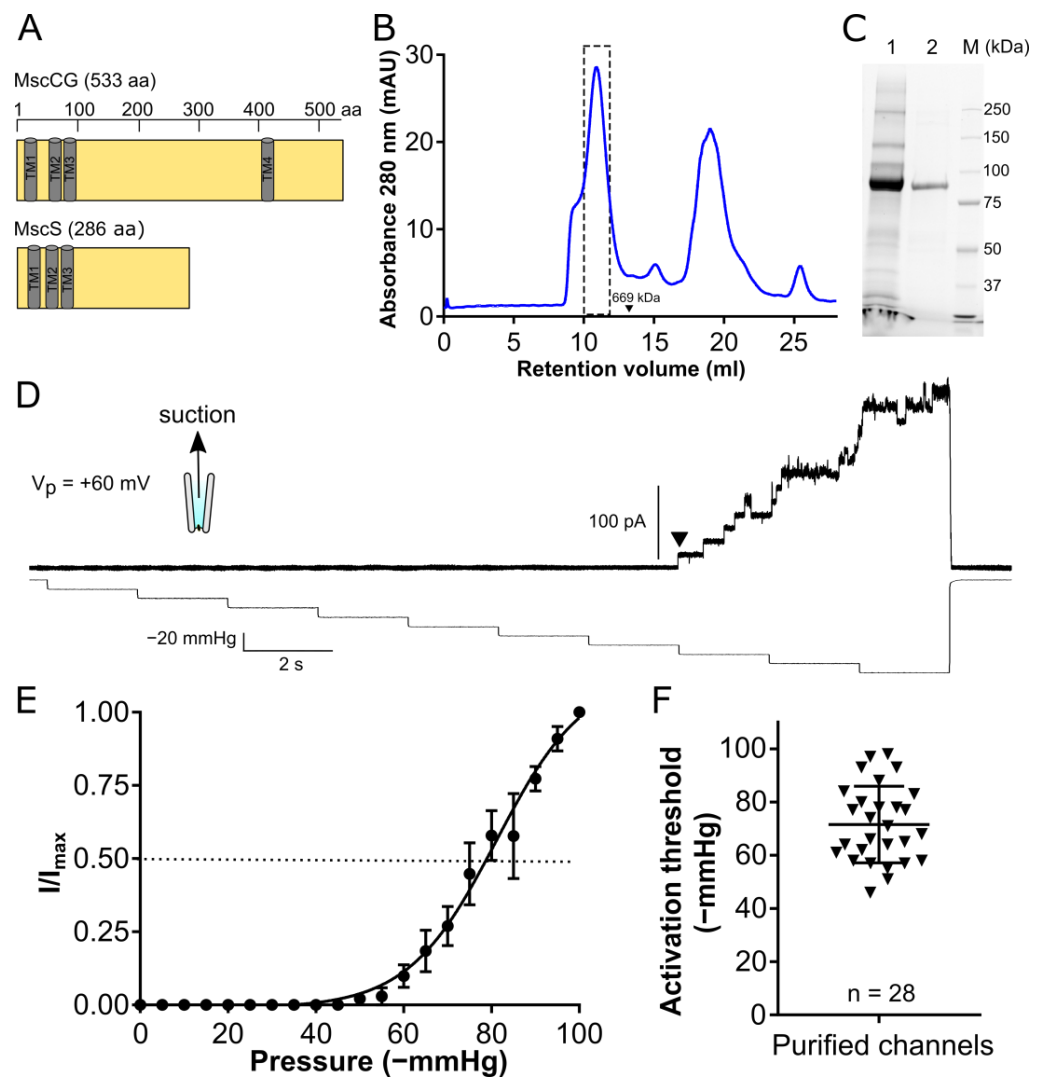 A
MscCG (533 aa)
1 100 200 300 400 500 aa
TM1 TM2 TM3 TM4
MscS (286 aa)
TM1 TM2 TM3
B
Absorbance 280 nm (mAU)
30
20
10
0
669 kDa
0 5 10 15 20 25
Retention volume (ml)
C
1 2 M (kDa)
250
150
100
75
50
37
D
suction
Vp = +60 mV
100 pA
−20 mmHg
2 s
E
I/Imax
1.00
0.75
0.50
0.25
0.00
0 20 40 60 80 100
Pressure (−mmHg)
F
Activation threshold
(−mmHg)
100
80
60
40
20
0
n = 28
Purified channels